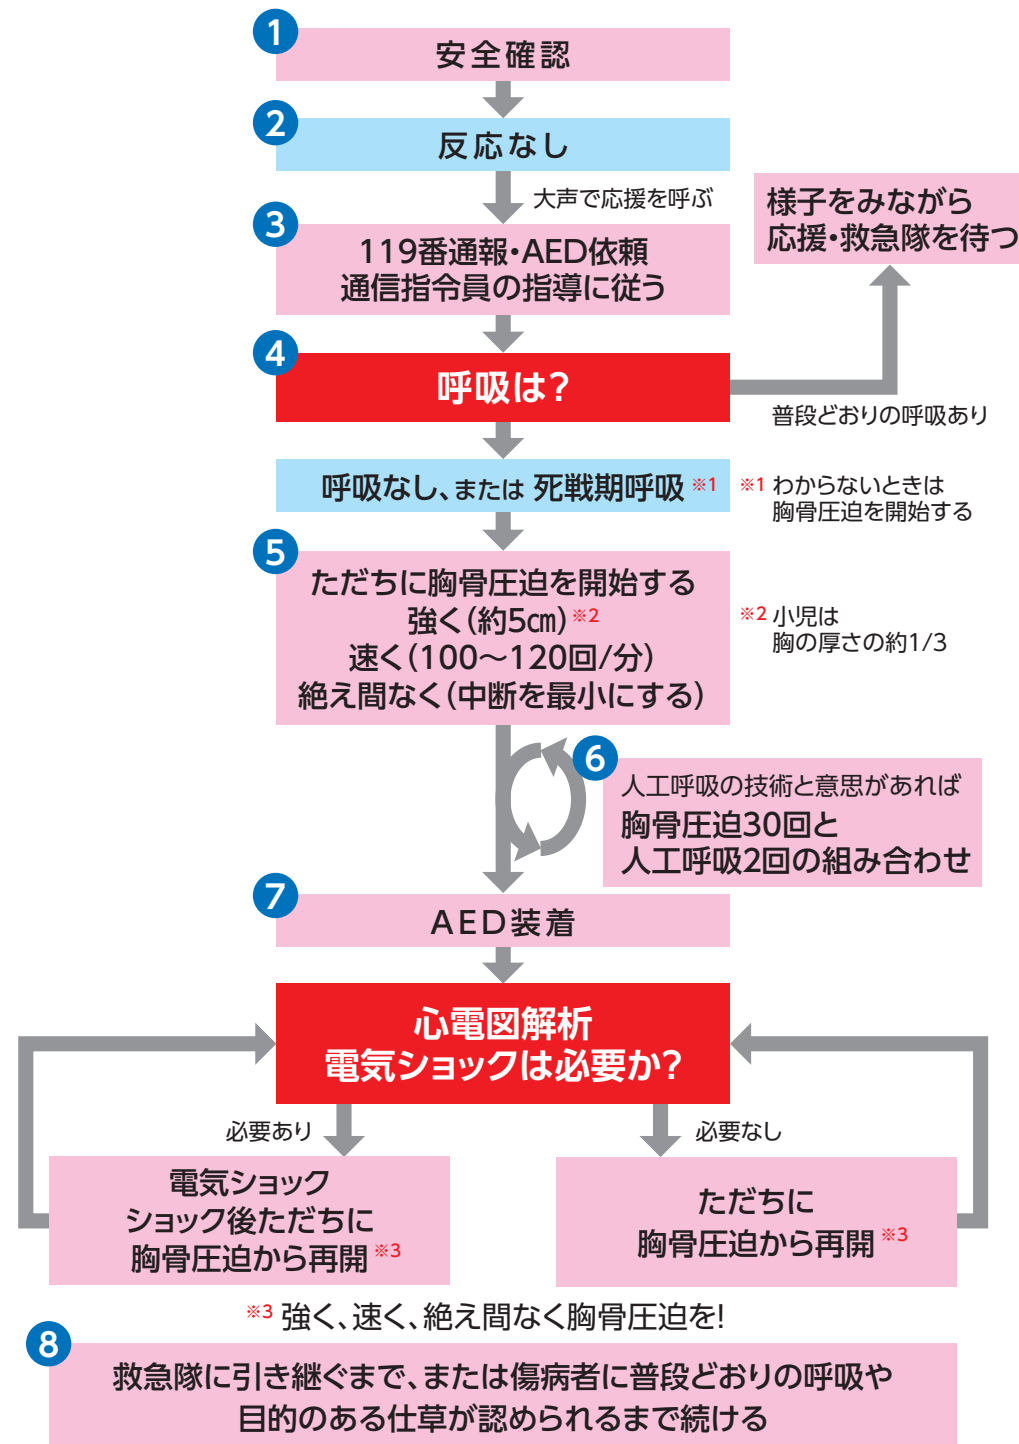 1
安全確認
2
反応なし
大声で応援を呼ぶ
3
119番通報・AED依頼
通信指令員の指導に従う
様子をみながら
応援・救急隊を待つ
4
呼吸は?
普段どおりの呼吸あり
呼吸なし、または 死戦期呼吸 ※1
※1 わからないときは
胸骨圧迫を開始する
5
ただちに胸骨圧迫を開始する
強く(約5㎝)※2
速く(100〜120回/分)
絶え間なく(中断を最小にする)
※2 小児は
胸の厚さの約1/3
6
人工呼吸の技術と意思があれば
胸骨圧迫30回と
人工呼吸2回の組み合わせ
7
AED装着
心電図解析
電気ショックは必要か?
必要あり
必要なし
電気ショック
ショック後ただちに
胸骨圧迫から再開 ※3
ただちに
胸骨圧迫から再開 ※3
※3 強く、速く、絶え間なく胸骨圧迫を!
8
救急隊に引き継ぐまで、または傷病者に普段どおりの呼吸や
目的のある仕草が認められるまで続ける